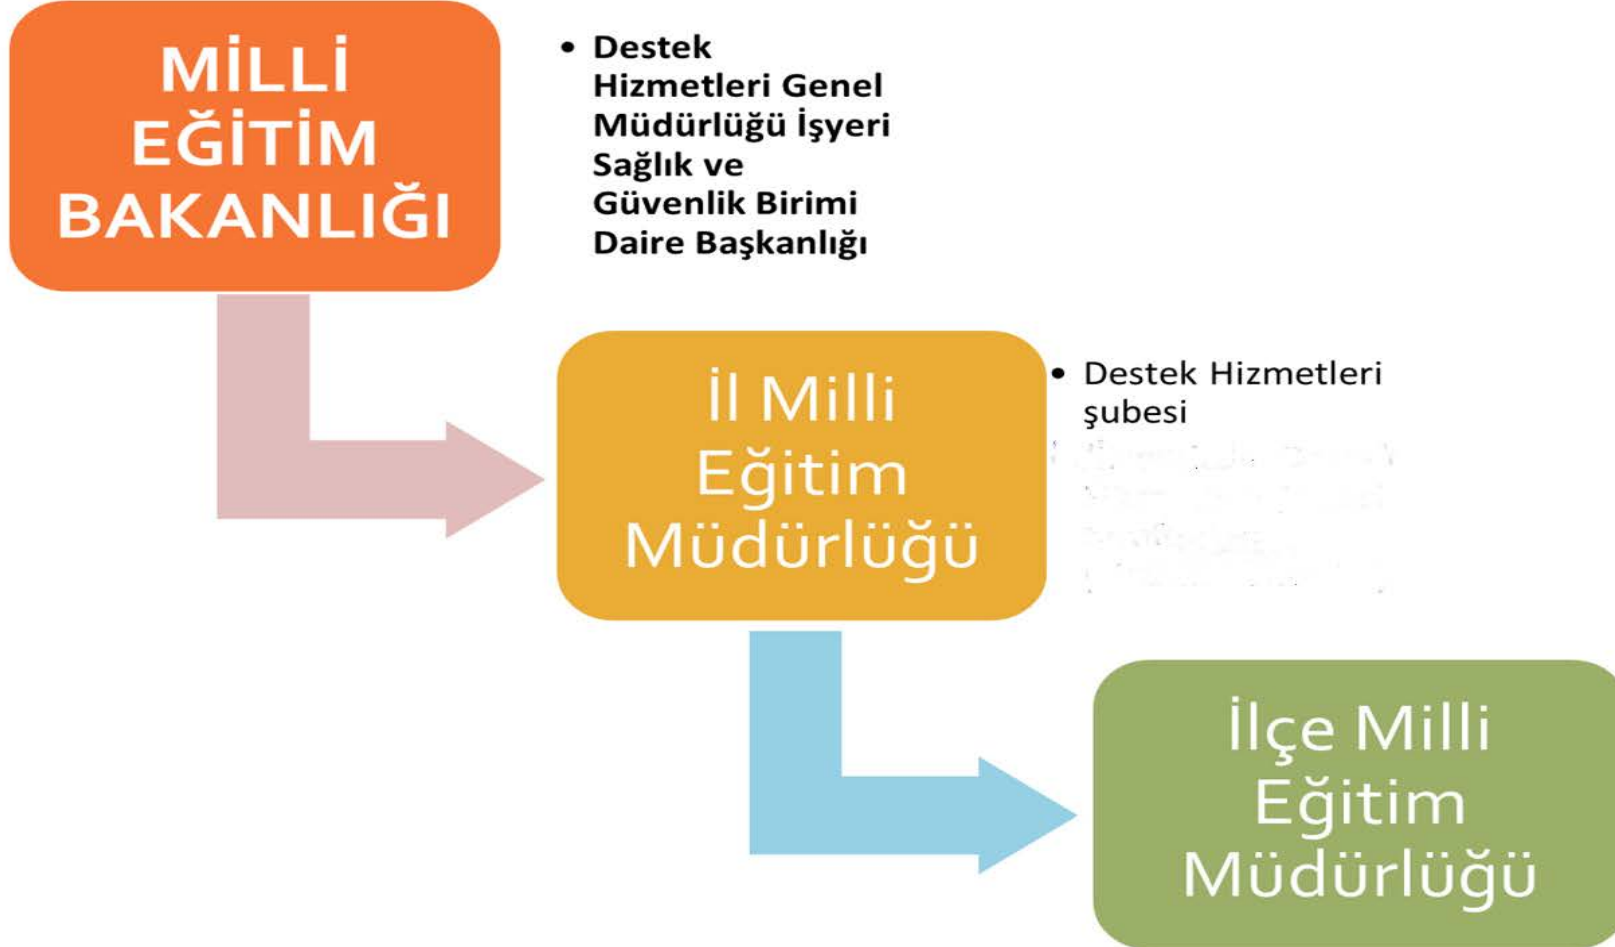 MİLLİ
EĞİTİM
BAKANLIĞI
• Destek
Hizmetleri Genel
Müdürlüğü İşyeri
Sağlık ve
Güvenlik Birimi
Daire Başkanlığı
İl Milli
Eğitim
Müdürlüğü
• Destek Hizmetleri
şubesi
İlçe Milli
Eğitim
Müdürlüğü